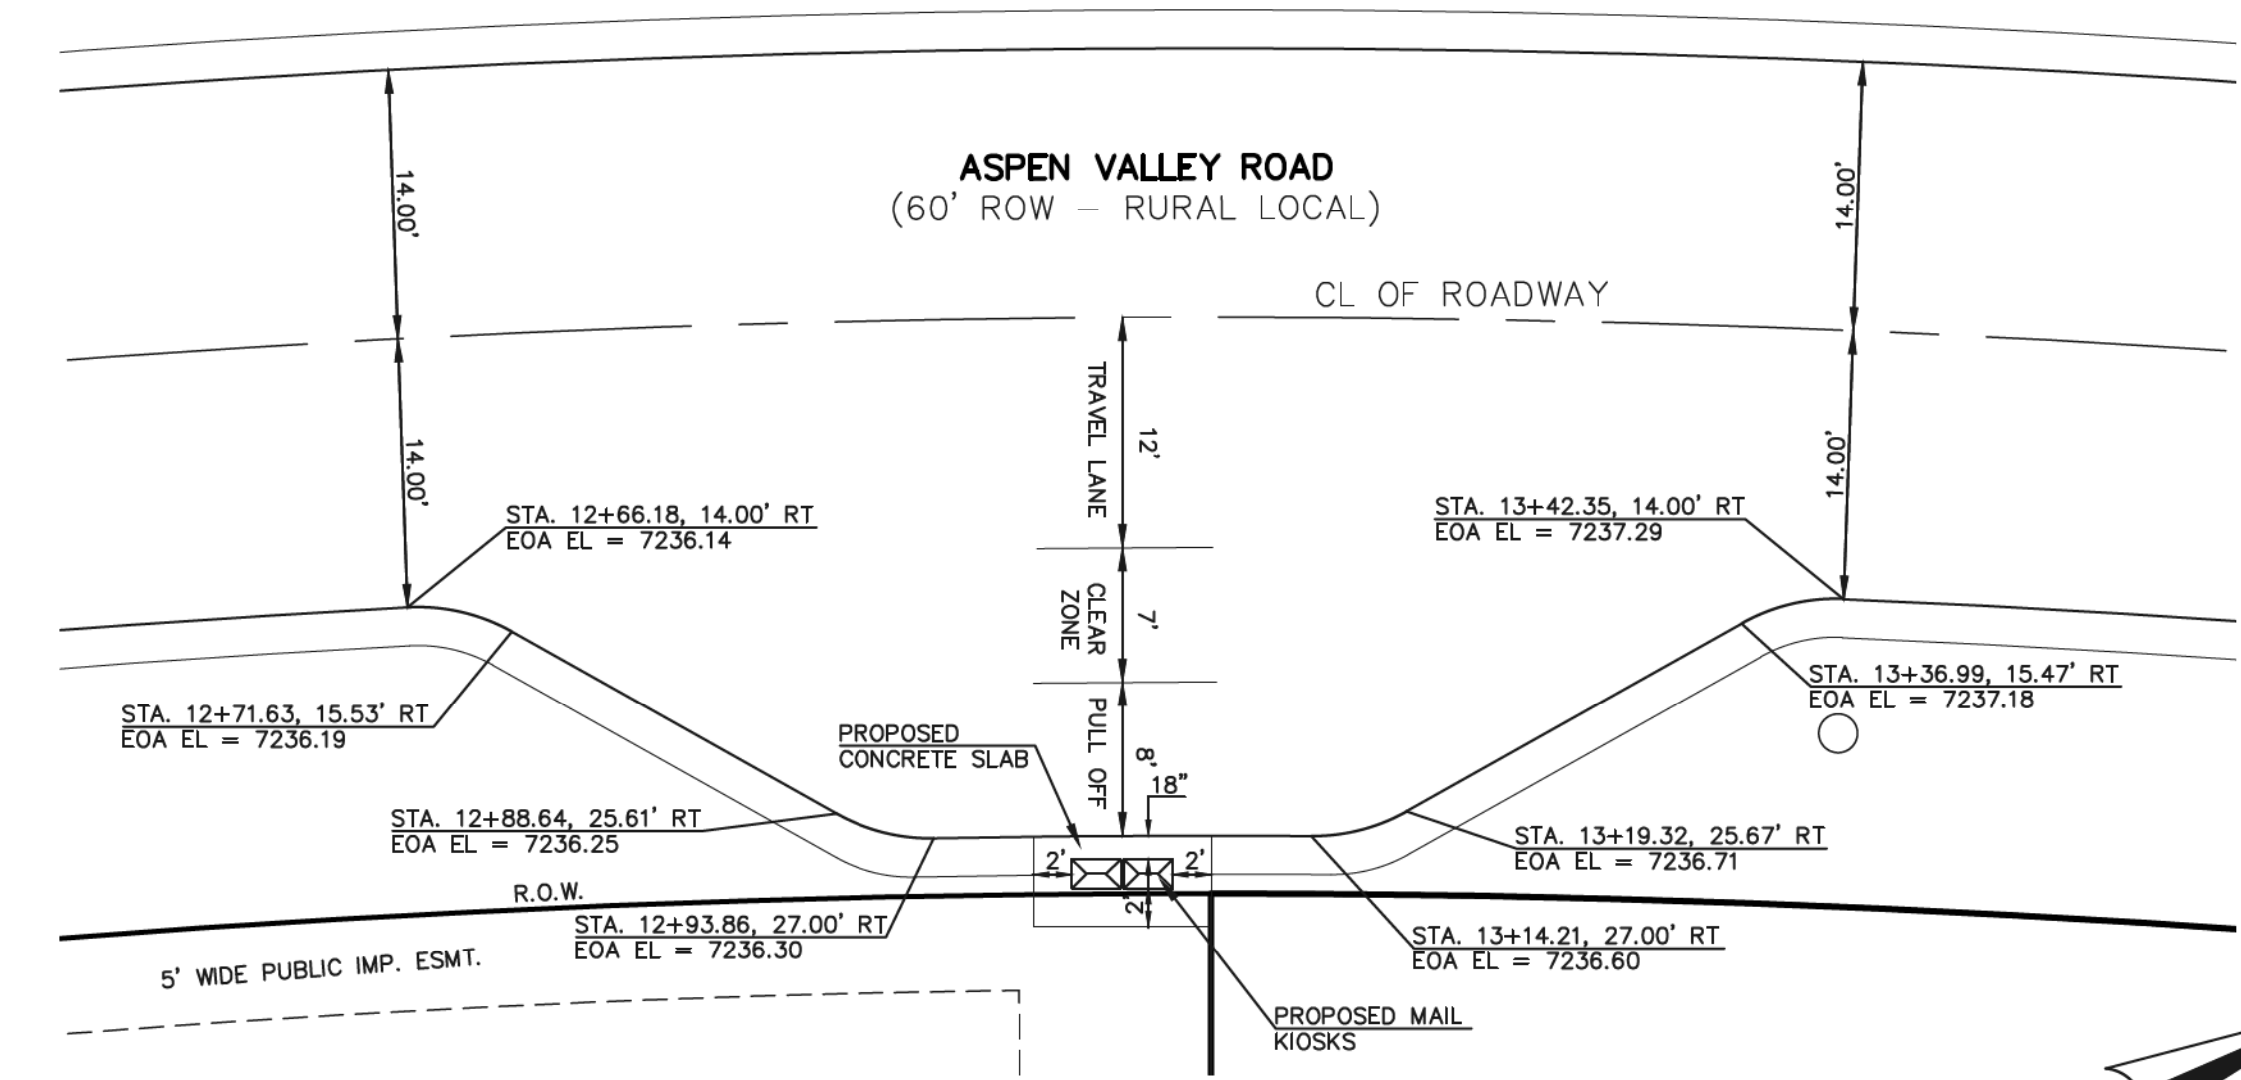 ASPEN VALLEY ROAD
(60' ROW – RURAL LOCAL)
14.00'
14.00'
CL OF ROADWAY
TRAVEL LANE
12'
14.00'
14.00'
STA. 12+66.18, 14.00' RT
EOA EL = 7236.14
STA. 13+42.35, 14.00' RT
EOA EL = 7237.29
CLEAR
ZONE
7'
STA. 12+71.63, 15.53' RT
EOA EL = 7236.19
STA. 13+36.99, 15.47' RT
EOA EL = 7237.18
PROPOSED
CONCRETE SLAB
PULL OFF
8'
18"
STA. 12+88.64, 25.61' RT
EOA EL = 7236.25
STA. 13+19.32, 25.67' RT
EOA EL = 7236.71
2'
2'
R.O.W.
2'
STA. 12+93.86, 27.00' RT
EOA EL = 7236.30
STA. 13+14.21, 27.00' RT
EOA EL = 7236.60
5' WIDE PUBLIC IMP. ESMT.
PROPOSED MAIL
KIOSKS